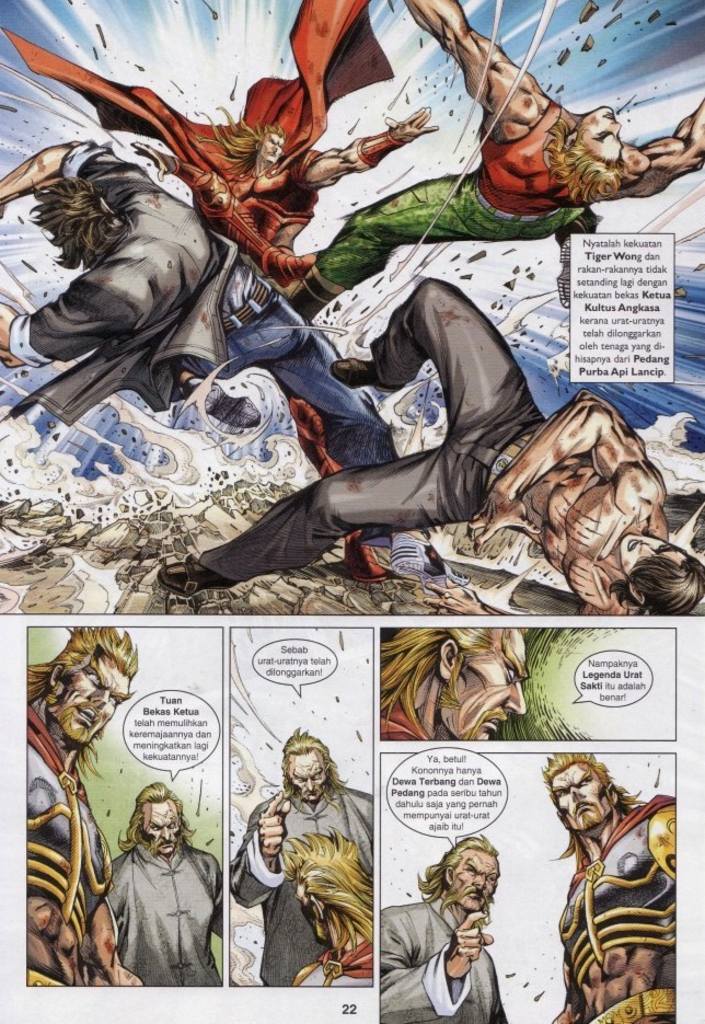 Nyatalah kekuatan
Tiger Wong dan
rakan-rakannya tidak
setanding lagi dengan
kekuatan bekas Ketua
Kultus Angkasa
kerana urat-uratnya
telah dilonggarkan
oleh tenaga yang di-
hisapnya dari Pedang
Purba Api Lancip.
Tuan
Bekas Ketua
telah memulihkan
keremajaannya dan
meningkatkan lagi
kekuatannya!
Sebab
urat-uratnya telah
dilonggarkan!
Nampaknya
Legenda Urat
Sakti itu adalah
benar!
Ya, betul!
Kononnya hanya
Dewa Terbang dan Dewa
Pedang pada seribu tahun
dahulu saja yang pernah
mempunyai urat-urat
ajaib itu!
22